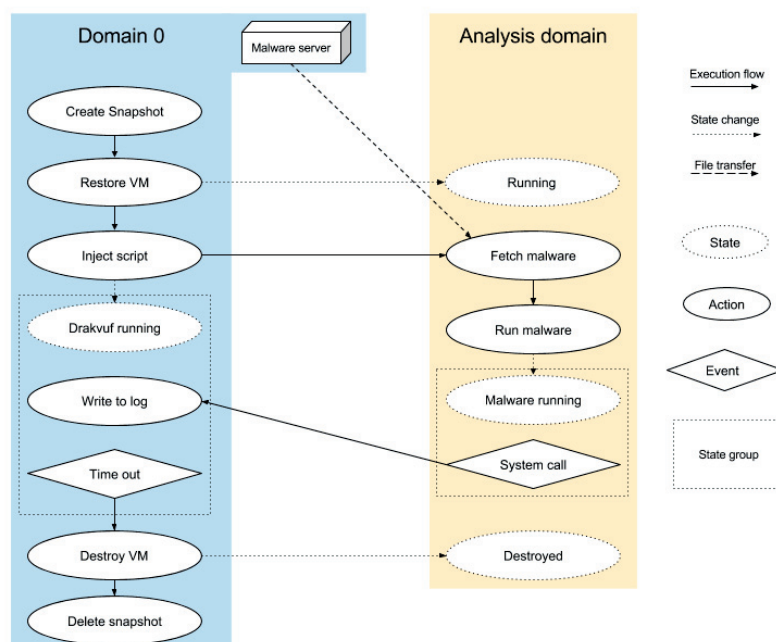 Domain 0
Malware server
Analysis domain
Execution flow
Create Snapshot
State change
File transfer
Restore VM
Running
State
Inject script
Fetch malware
Action
Drakvuf running
Run malware
Event
Write to log
Malware running
State group
Time out
System call
Destroy VM
Destroyed
Delete snapshot